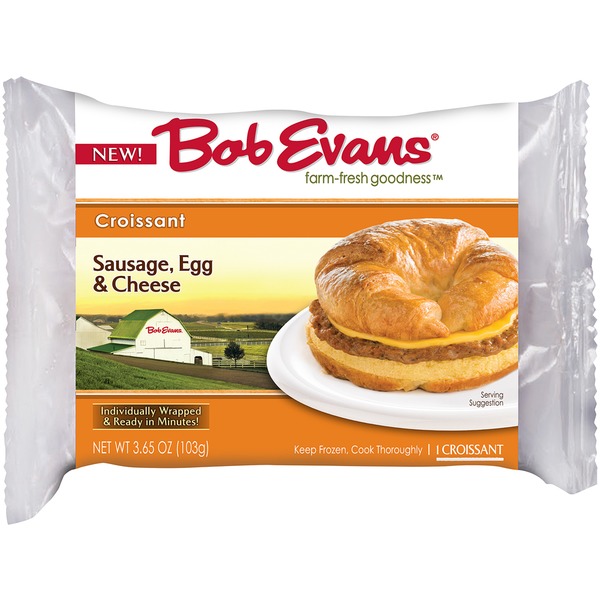 NEW!
Bob Evans®
farm-fresh goodness™
Croissant
Sausage, Egg
& Cheese
Bob Evans
Individually Wrapped
& Ready in Minutes!
NET WT 3.65 OZ (103g)
Serving
Suggestion
Keep Frozen, Cook Thoroughly | 1 CROISSANT